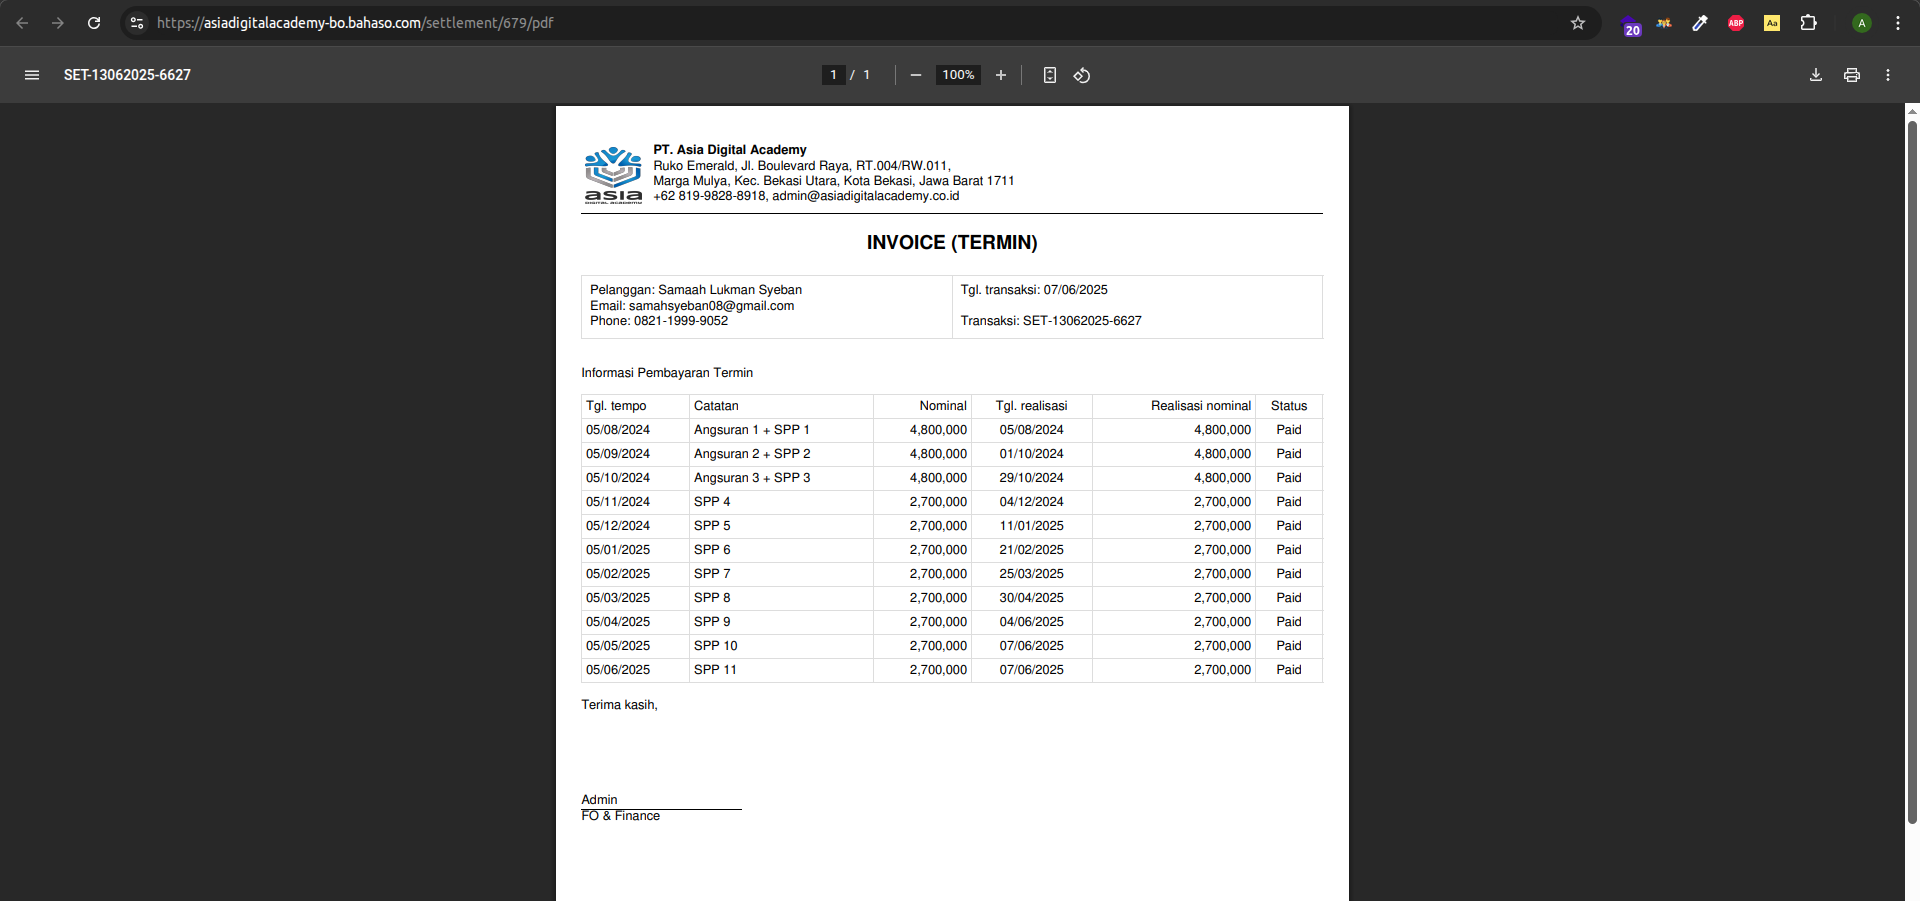 https://asiadigitalacademy-bo.bahaso.com/settlement/679/pdf
20
ABP
Aa
A
SET-13062025-6627
1 / 1
100%
asia
DIGITAL ACADEMY
PT. Asia Digital Academy
Ruko Emerald, Jl. Boulevard Raya, RT.004/RW.011,
Marga Mulya, Kec. Bekasi Utara, Kota Bekasi, Jawa Barat 1711
+62 819-9828-8918, admin@asiadigitalacademy.co.id
INVOICE (TERMIN)
Pelanggan: Samaah Lukman Syeban
Email: samahsyeban08@gmail.com
Phone: 0821-1999-9052
Tgl. transaksi: 07/06/2025
Transaksi: SET-13062025-6627
Informasi Pembayaran Termin
Tgl. tempo Catatan Nominal Tgl. realisasi Realisasi nominal Status
05/08/2024 Angsuran 1 + SPP 1 4,800,000 05/08/2024 4,800,000 Paid
05/09/2024 Angsuran 2 + SPP 2 4,800,000 01/10/2024 4,800,000 Paid
05/10/2024 Angsuran 3 + SPP 3 4,800,000 29/10/2024 4,800,000 Paid
05/11/2024 SPP 4 2,700,000 04/12/2024 2,700,000 Paid
05/12/2024 SPP 5 2,700,000 11/01/2025 2,700,000 Paid
05/01/2025 SPP 6 2,700,000 21/02/2025 2,700,000 Paid
05/02/2025 SPP 7 2,700,000 25/03/2025 2,700,000 Paid
05/03/2025 SPP 8 2,700,000 30/04/2025 2,700,000 Paid
05/04/2025 SPP 9 2,700,000 04/06/2025 2,700,000 Paid
05/05/2025 SPP 10 2,700,000 07/06/2025 2,700,000 Paid
05/06/2025 SPP 11 2,700,000 07/06/2025 2,700,000 Paid
Terima kasih,
Admin
FO & Finance